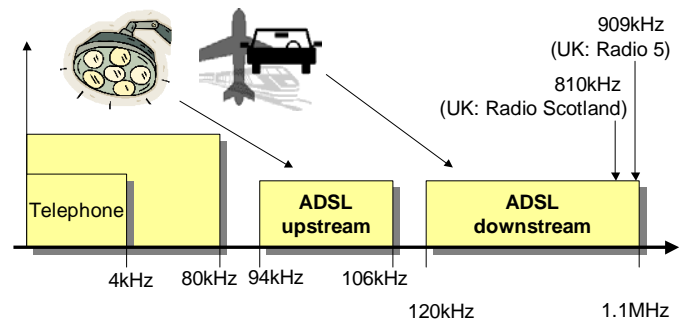 909kHz
(UK: Radio 5)
810kHz
(UK: Radio Scotland)
Telephone
ADSL
upstream
ADSL
downstream
4kHz
80kHz
94kHz
106kHz
120kHz
1.1MHz